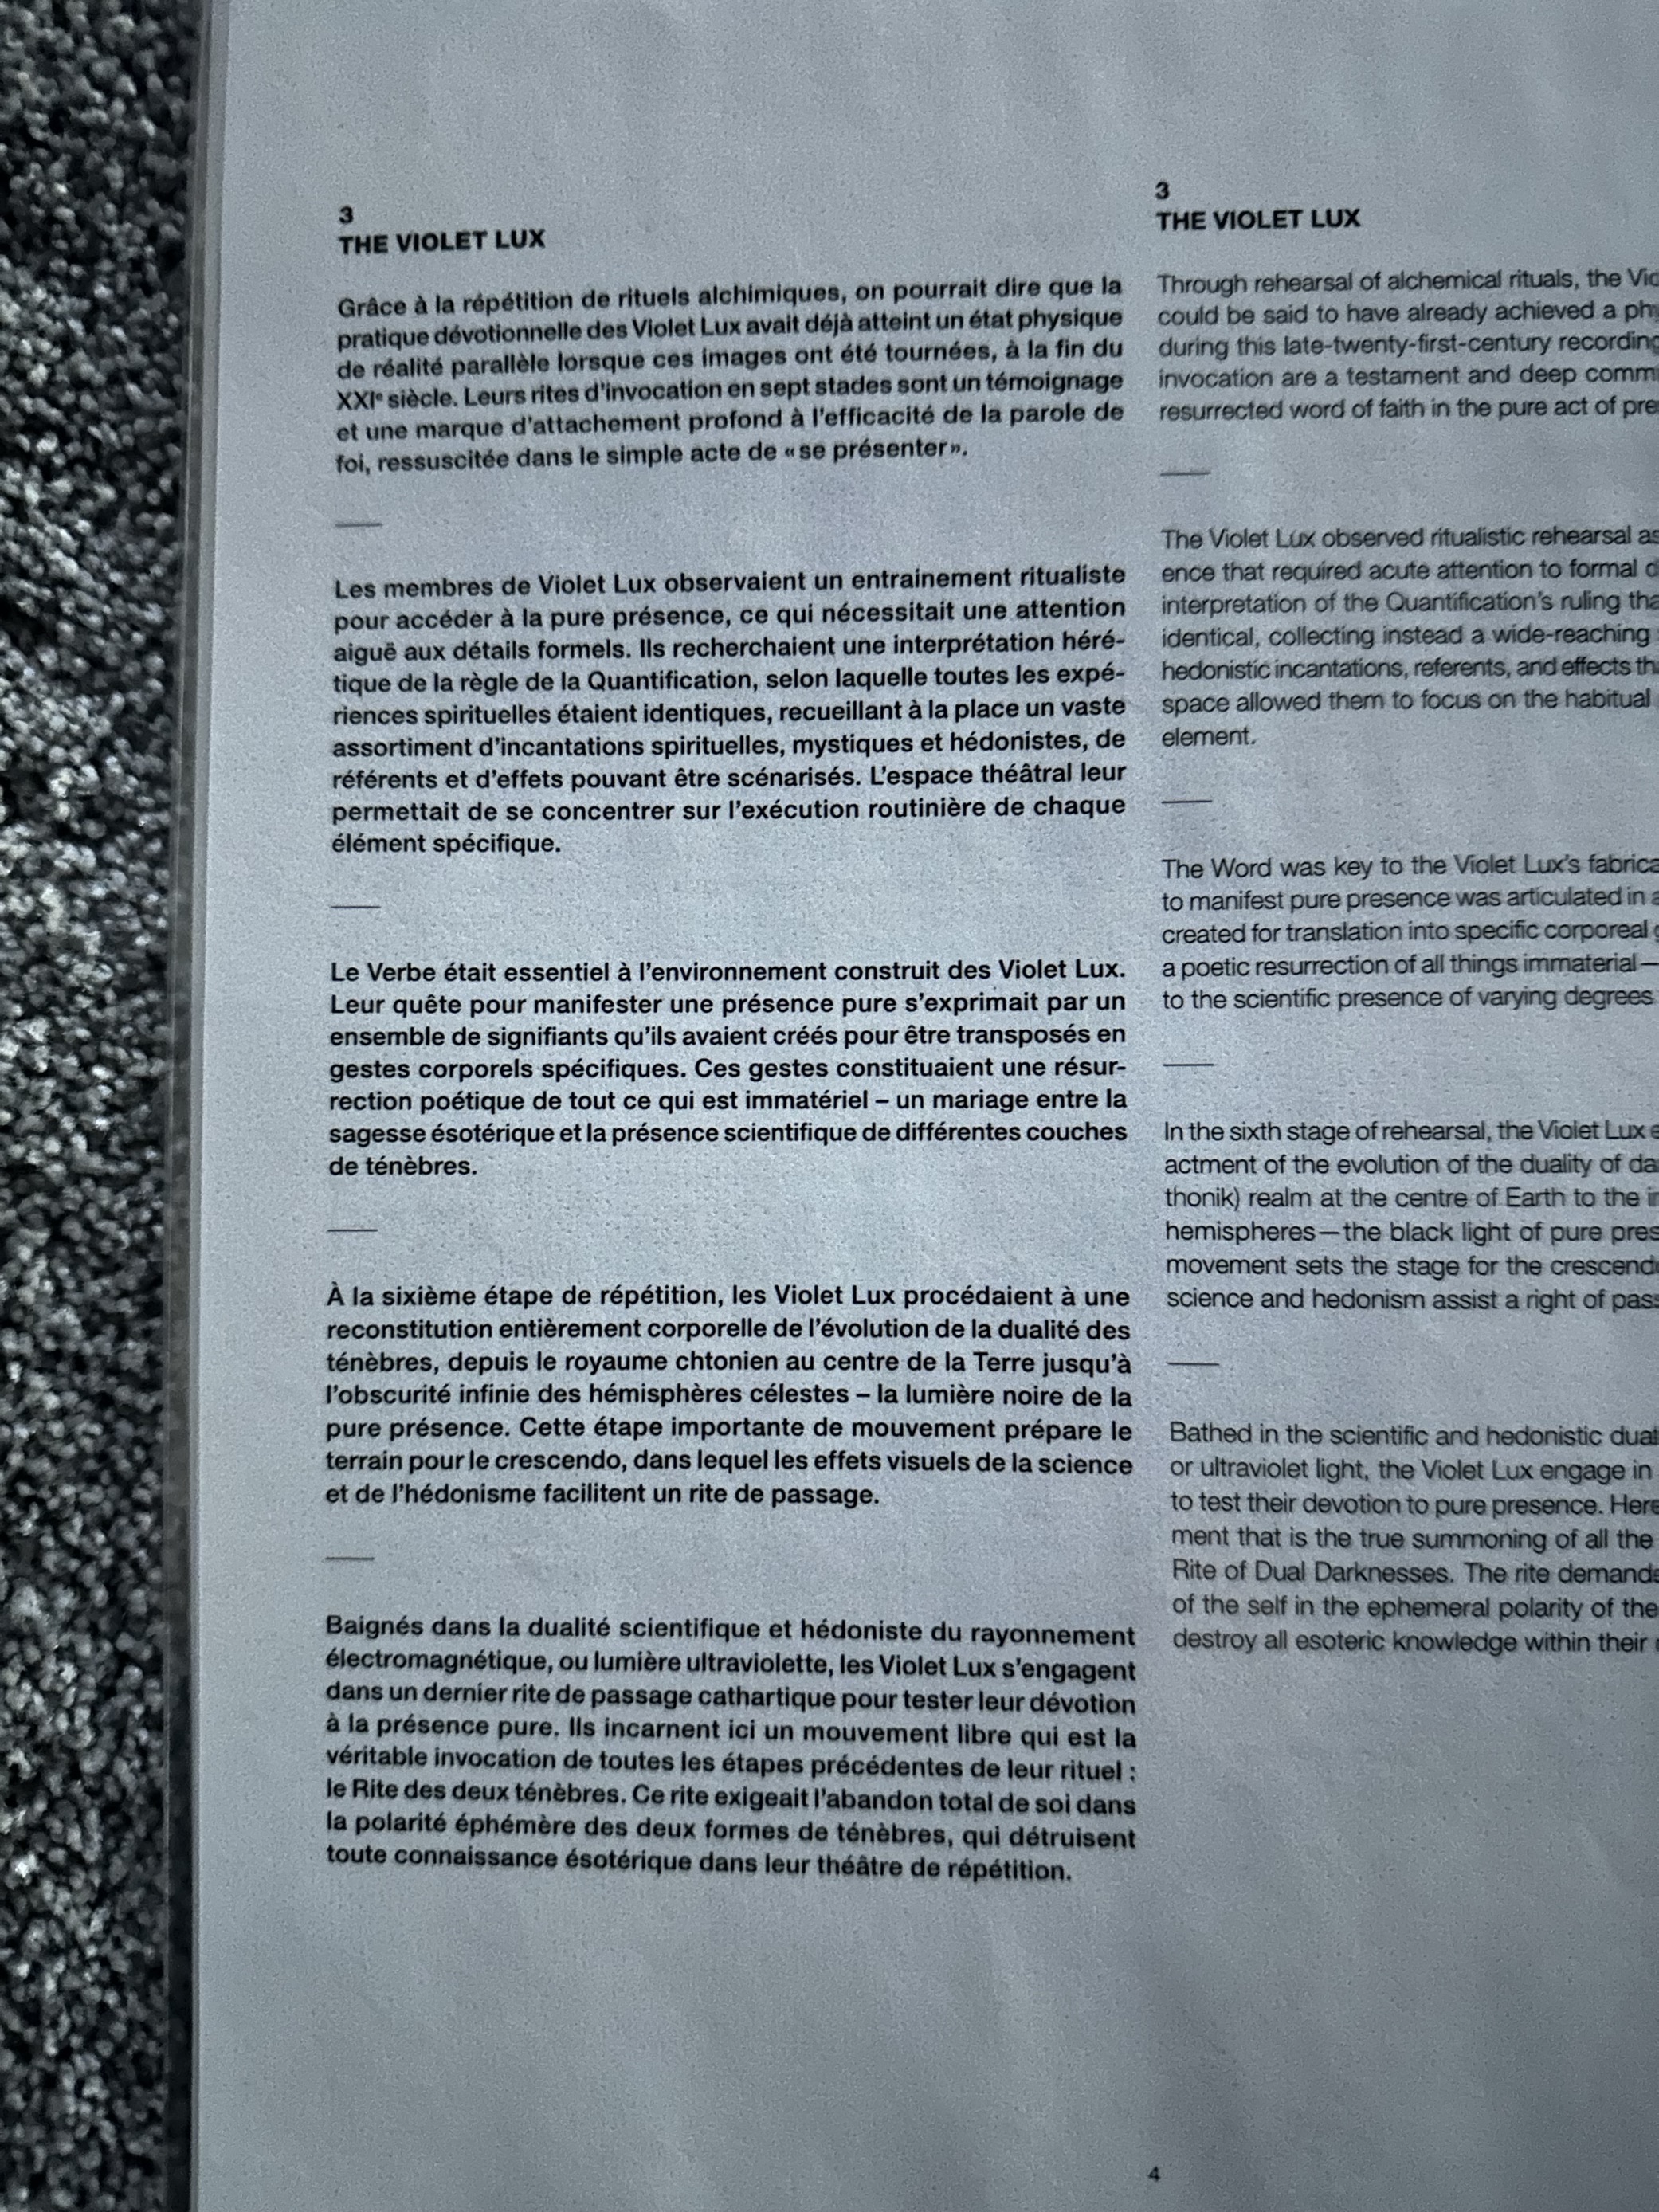 3
THE VIOLET LUX
Grâce à la répétition de rituels alchimiques, on pourrait dire que la
pratique dévotionnelle des Violet Lux avait déjà atteint un état physique
de réalité parallèle lorsque ces images ont été tournées, à la fin du
XXIᵉ siècle. Leurs rites d'invocation en sept stades sont un témoignage
et une marque d'attachement profond à l'efficacité de la parole de
foi, ressuscitée dans le simple acte de « se présenter ».
Les membres de Violet Lux observaient un entrainement ritualiste
pour accéder à la pure présence, ce qui nécessitait une attention
aiguë aux détails formels. Ils recherchaient une interprétation héré-
tique de la règle de la Quantification, selon laquelle toutes les expé-
riences spirituelles étaient identiques, recueillant à la place un vaste
assortiment d'incantations spirituelles, mystiques et hédonistes, de
référents et d'effets pouvant être scénarisés. L'espace théâtral leur
permettait de se concentrer sur l'exécution routinière de chaque
élément spécifique.
Le Verbe était essentiel à l'environnement construit des Violet Lux.
Leur quête pour manifester une présence pure s'exprimait par un
ensemble de signifiants qu'ils avaient créés pour être transposés en
gestes corporels spécifiques. Ces gestes constituaient une résur-
rection poétique de tout ce qui est immatériel – un mariage entre la
sagesse ésotérique et la présence scientifique de différentes couches
de ténèbres.
À la sixième étape de répétition, les Violet Lux procédaient à une
reconstitution entièrement corporelle de l'évolution de la dualité des
ténèbres, depuis le royaume chtonien au centre de la Terre jusqu'à
l'obscurité infinie des hémisphères célestes – la lumière noire de la
pure présence. Cette étape importante de mouvement prépare le
terrain pour le crescendo, dans lequel les effets visuels de la science
et de l'hédonisme facilitent un rite de passage.
Baignés dans la dualité scientifique et hédoniste du rayonnement
électromagnétique, ou lumière ultraviolette, les Violet Lux s'engagent
dans un dernier rite de passage cathartique pour tester leur dévotion
à la présence pure. Ils incarnent ici un mouvement libre qui est la
véritable invocation de toutes les étapes précédentes de leur rituel :
le Rite des deux ténèbres. Ce rite exigeait l'abandon total de soi dans
la polarité éphémère des deux formes de ténèbres, qui détruisent
toute connaissance ésotérique dans leur théâtre de répétition.
3
THE VIOLET LUX
Through rehearsal of alchemical rituals, the
could be said to have already achieved a
during this late-twenty-first-century recording
invocation are a testament and deep
resurrected word of faith in the pure act of
The Violet Lux observed ritualistic rehearsal as
ence that required acute attention to formal
interpretation of the Quantification's ruling
identical, collecting instead a wide-reaching
hedonistic incantations, referents, and effects
space allowed them to focus on the habitual
element.
The Word was key to the Violet Lux's
to manifest pure presence was articulated in
created for translation into specific corporeal
a poetic resurrection of all things immaterial—
to the scientific presence of varying degrees
In the sixth stage of rehearsal, the Violet Lux
actment of the evolution of the duality of
thonik) realm at the centre of Earth to the
hemispheres—the black light of pure
movement sets the stage for the
science and hedonism assist a right of
Bathed in the scientific and hedonistic
or ultraviolet light, the Violet Lux engage in
to test their devotion to pure presence.
ment that is the true summoning of all the
Rite of Dual Darknesses. The rite
of the self in the ephemeral polarity of the
destroy all esoteric knowledge within their
4